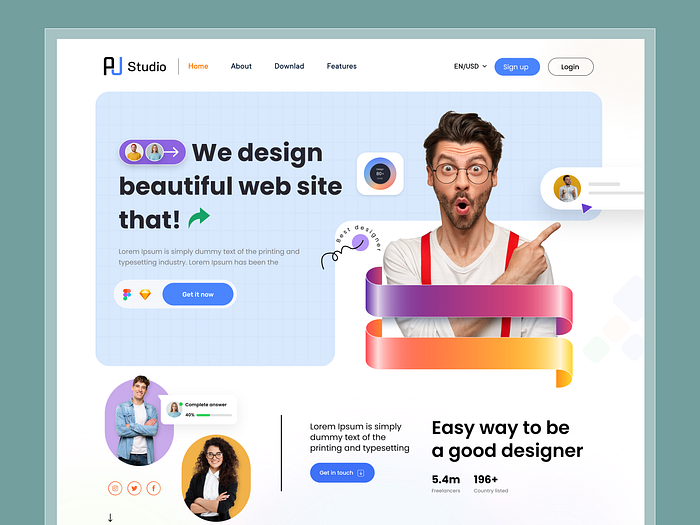 PJ Studio
Home
About
Downlad
Features
EN/USD
Sign up
Login
We design
beautiful web site
that!
Lorem Ipsum is simply dummy text of the printing and
typesetting industry. Lorem Ipsum has been the
Get it now
80
Best designer
Complete answer
40%
Lorem Ipsum is simply
dummy text of the
printing and typesetting
Get in touch
Easy way to be
a good designer
5.4m
Freelancers
196+
Country listed